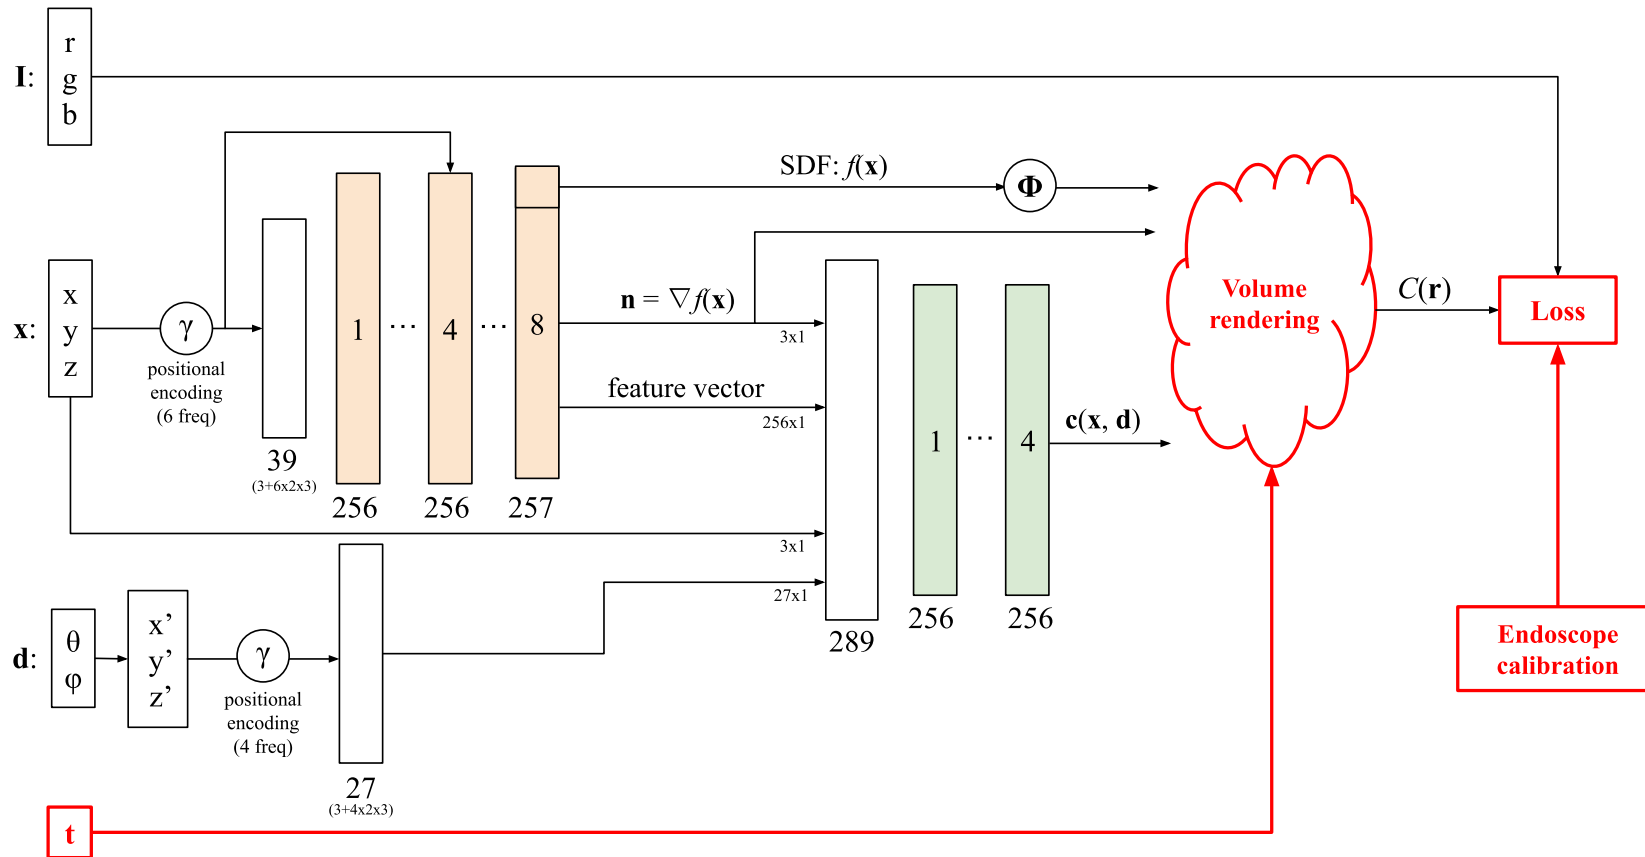 I:
r
g
b
SDF: f(x)
Φ
x:
x
y
z
γ
positional
encoding
(6 freq)
39
(3+6x2x3)
1
...
4
...
8
256
256
257
n = ∇f(x)
3x1
feature vector
256x1
3x1
27x1
289
1
...
4
256
256
c(x, d)
Volume
rendering
C(r)
Loss
Endoscope
calibration
d:
θ
φ
x’
y’
z’
γ
positional
encoding
(4 freq)
27
(3+4x2x3)
t